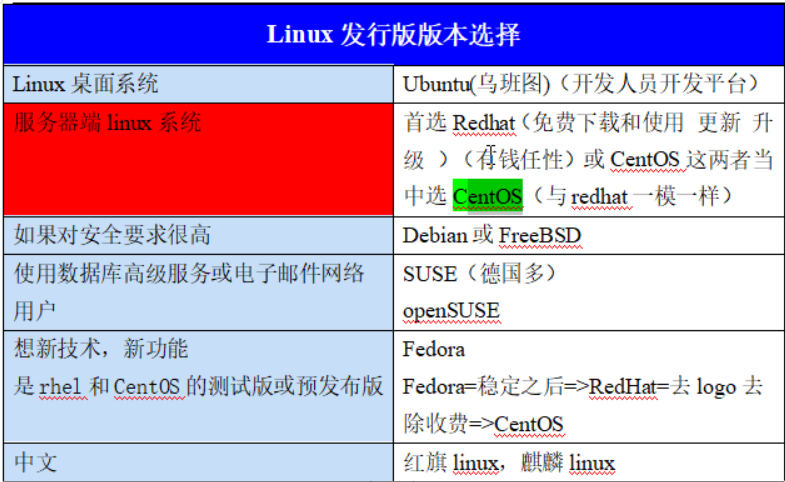 Linux 发行版版本选择
Linux 桌面系统
Ubuntu(乌班图)（开发人员开发平台）
服务器端 linux 系统
首选 Redhat（免费下载和使用 更新 升
级 ）（有钱任性）或 CentOS 这两者当
中选 CentOS（与 redhat 一模一样）
如果对安全要求很高
Debian 或 FreeBSD
使用数据库高级服务或电子邮件网络
用户
SUSE（德国多）
openSUSE
想新技术，新功能
是 rhel 和 CentOS 的测试版或预发布版
Fedora
Fedora=稳定之后=>RedHat=去 logo 去
除收费=>CentOS
中文
红旗 linux，麒麟 linux